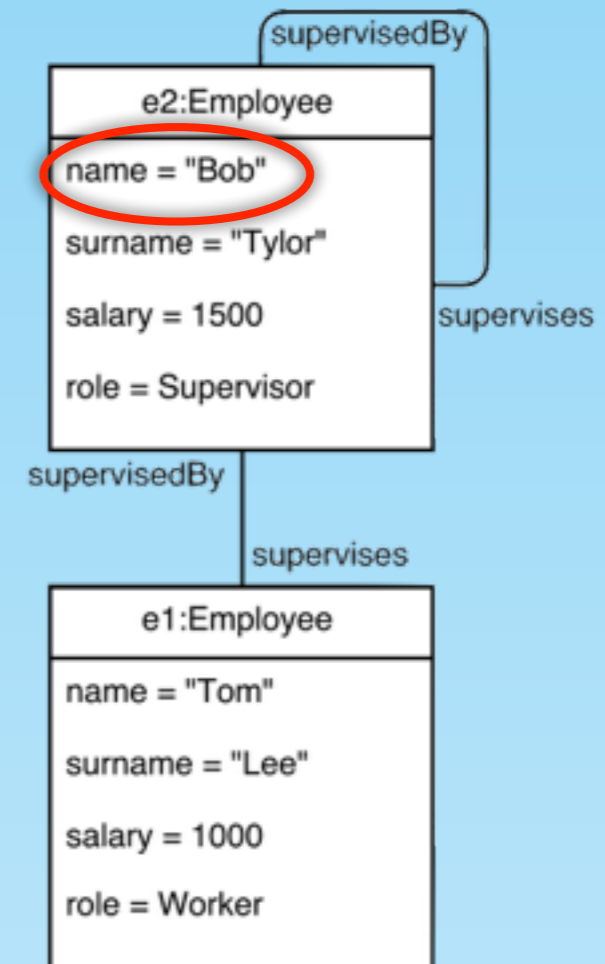 supervisedBy
e2:Employee
name = "Bob"
surname = "Tylor"
salary = 1500
supervises
role = Supervisor
supervisedBy
supervises
e1:Employee
name = "Tom"
surname = "Lee"
salary = 1000
role = Worker